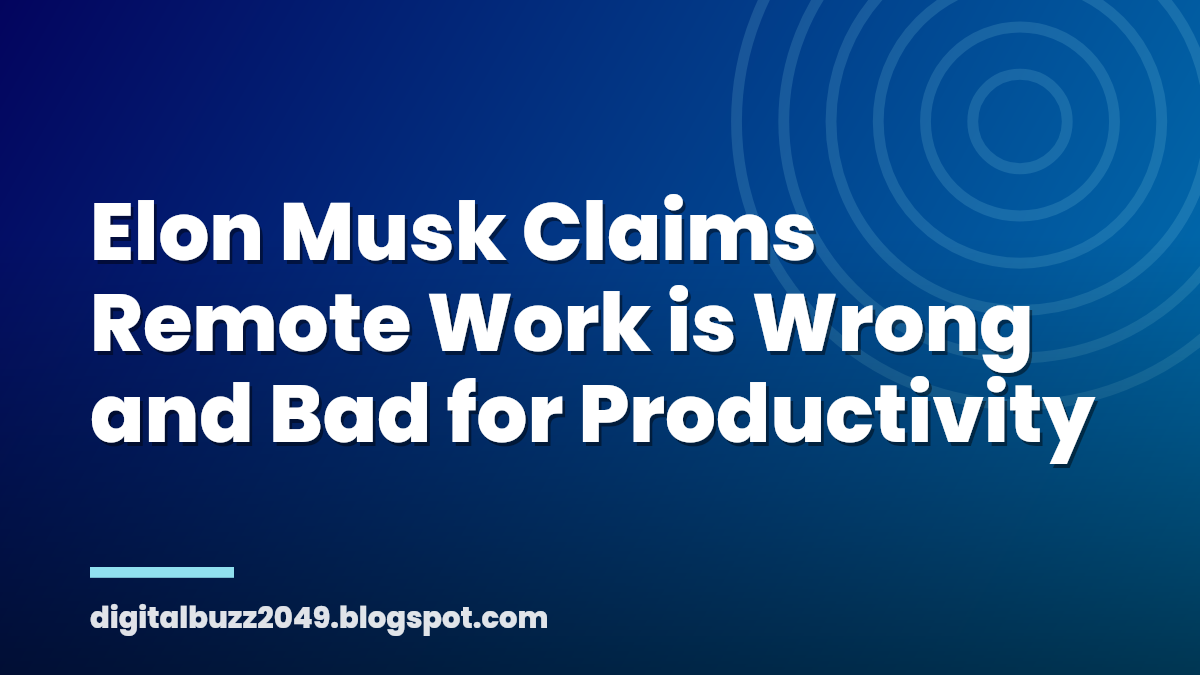 Elon Musk Claims
Remote Work is Wrong
and Bad for Productivity
digitalbuzz2049.blogspot.com